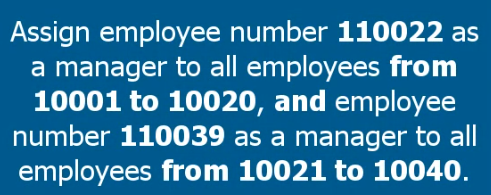 Assign employee number 110022 as
a manager to all employees from
10001 to 10020, and employee
number 110039 as a manager to all
employees from 10021 to 10040.